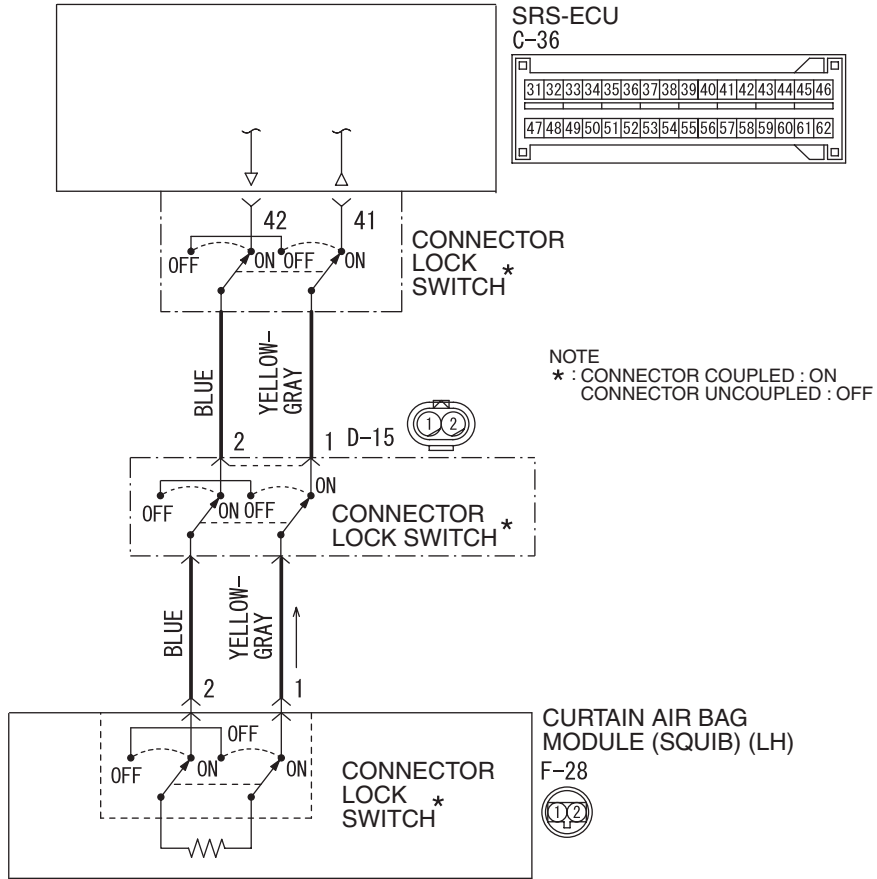 SRS-ECU
C-36
31 32 33 34 35 36 37 38 39 40 41 42 43 44 45 46
47 48 49 50 51 52 53 54 55 56 57 58 59 60 61 62
42 41
OFF ON OFF ON
CONNECTOR
LOCK
SWITCH*
BLUE
YELLOW-
GRAY
NOTE
* : CONNECTOR COUPLED : ON
CONNECTOR UNCOUPLED : OFF
2 1 D-15
1 2
OFF ON OFF ON
CONNECTOR
LOCK SWITCH*
BLUE
YELLOW-
GRAY
2 1
CURTAIN AIR BAG
MODULE (SQUIB) (LH)
F-28
1 2
OFF ON OFF ON
CONNECTOR
LOCK
SWITCH*